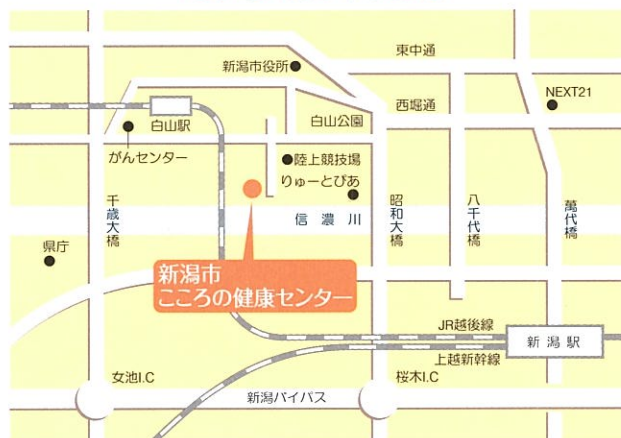 東中通
新潟市役所
NEXT21
西堀通
白山駅
白山公園
がんセンター
陸上競技場
りゅーとぴあ
千歳大橋
信濃川
昭和大橋
八千代橋
萬代橋
県庁
新潟市
こころの健康センター
JR越後線
新潟駅
上越新幹線
女池I.C
新潟バイパス
桜木I.C